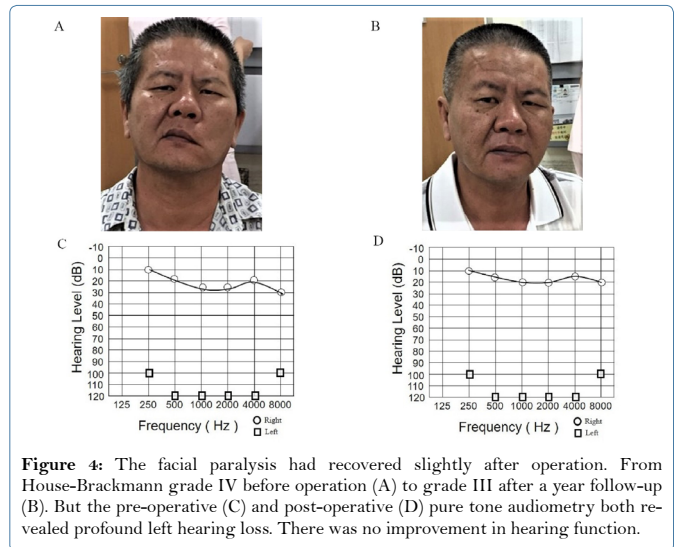 A
B
C
D
-10
0
10
20
30
40
50
60
70
80
90
100
110
120
Hearing Level (dB)
125 250 500 1000 2000 4000 8000
Frequency ( Hz )
Right
Left
-10
0
10
20
30
40
50
60
70
80
90
100
110
120
Hearing Level (dB)
125 250 500 1000 2000 4000 8000
Frequency ( Hz )
Right
Left
Figure 4: The facial paralysis had recovered slightly after operation. From
House-Brackmann grade IV before operation (A) to grade III after a year follow-up
(B). But the pre-operative (C) and post-operative (D) pure tone audiometry both re-
vealed profound left hearing loss. There was no improvement in hearing function.